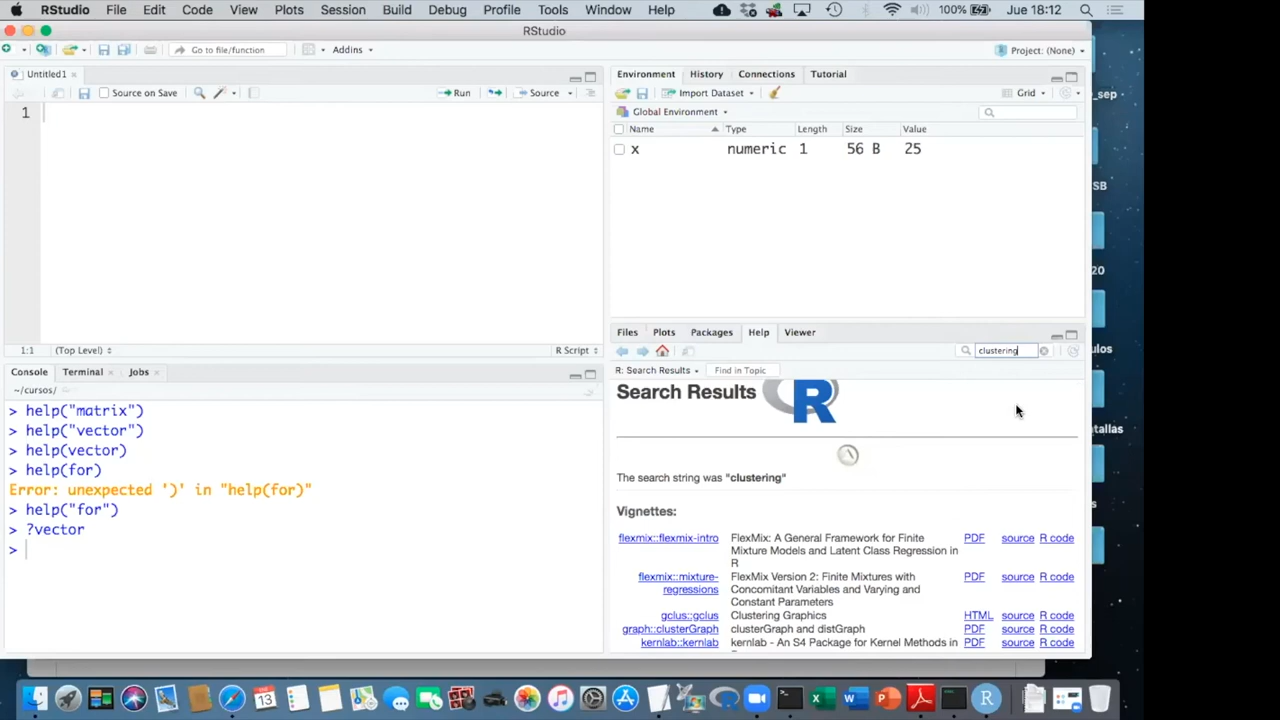 RStudio File Edit Code View Plots Session Build Debug Profile Tools Window Help 100% Jue 18:12
RStudio
Go to file/function Addins Project: (None)
Untitled1
Source on Save Run Source
1
1:1 (Top Level) R Script
Environment History Connections Tutorial
Import Dataset Grid
Global Environment
Name Type Length Size Value
x numeric 1 56 B 25
Files Plots Packages Help Viewer
clustering
R: Search Results Find in Topic
Search Results R
The search string was "clustering"
Vignettes:
flexmix::flexmix-intro FlexMix: A General Framework for Finite PDF source R code
Mixture Models and Latent Class Regression in
R
flexmix::mixture- FlexMix Version 2: Finite Mixtures with PDF source R code
regressions Concomitant Variables and Varying and
Constant Parameters
gclus::gclus Clustering Graphics HTML source R code
graph::clusterGraph clusterGraph and distGraph PDF source R code
kernlab::kernlab kernlab - An S4 Package for Kernel Methods in PDF source R code
Console Terminal Jobs
~/cursos/
> help("matrix")
> help("vector")
> help(vector)
> help(for)
Error: unexpected ')' in "help(for)"
> help("for")
> ?vector
>
_sep
SB
20
ulos
tallas
s
13